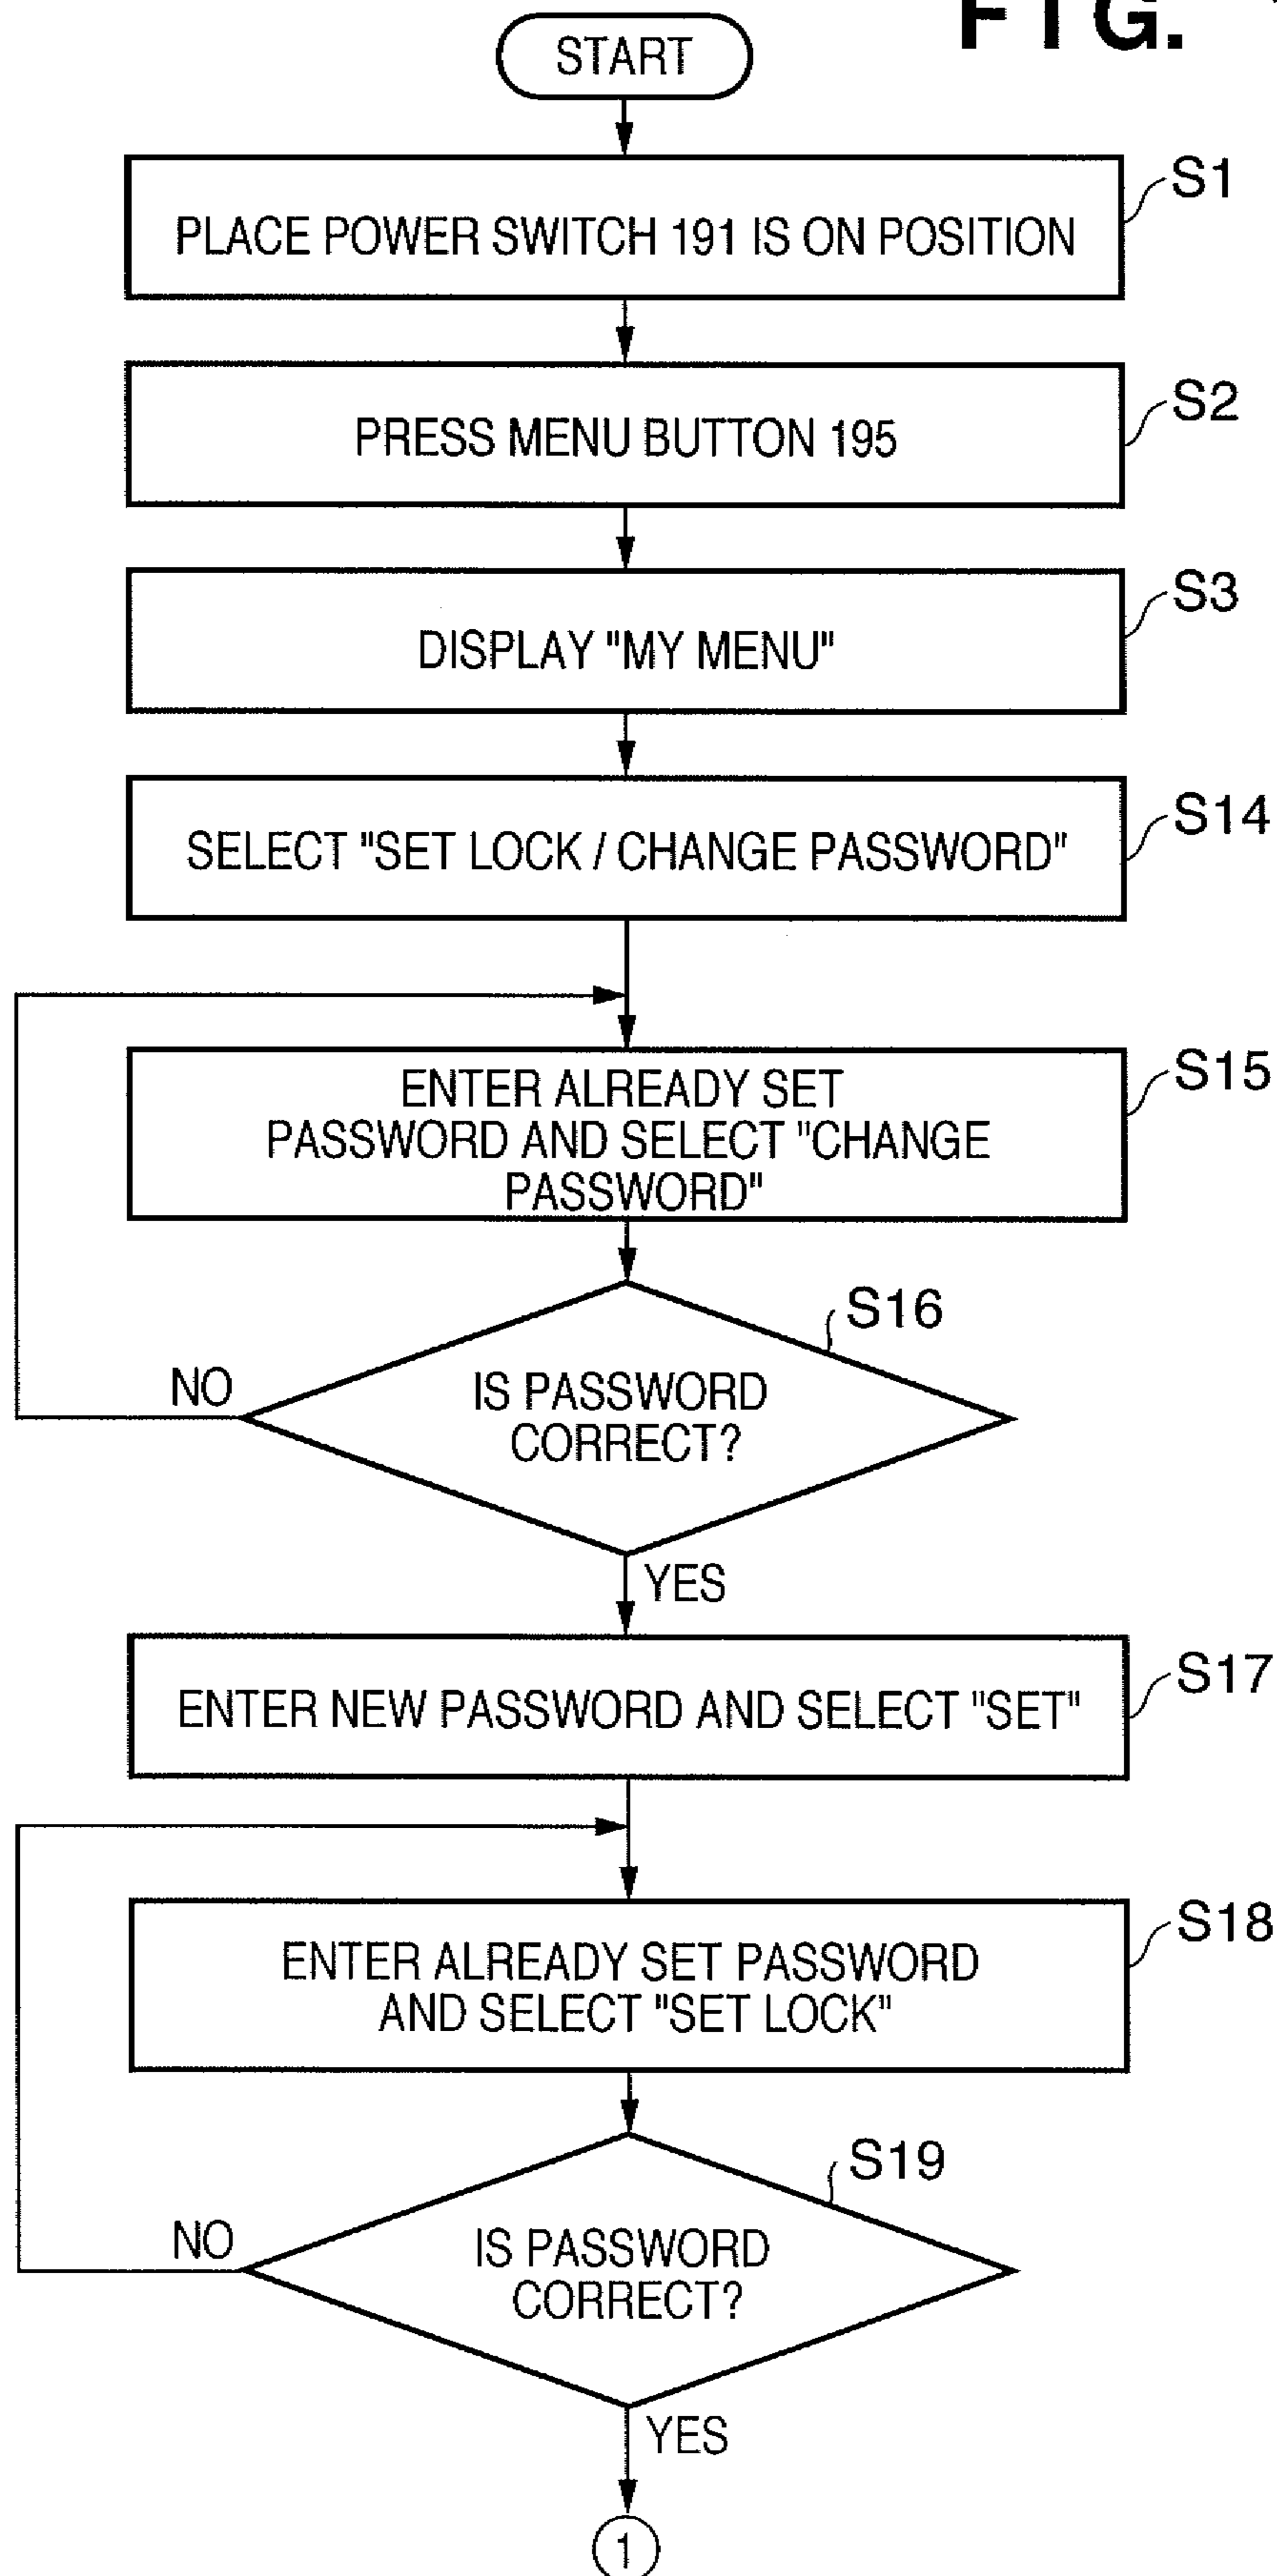 FIG.
START
PLACE POWER SWITCH 191 IS ON POSITION
S1
PRESS MENU BUTTON 195
S2
DISPLAY "MY MENU"
S3
SELECT "SET LOCK / CHANGE PASSWORD"
S14
ENTER ALREADY SET
PASSWORD AND SELECT "CHANGE
PASSWORD"
S15
S16
IS PASSWORD
CORRECT?
NO
YES
ENTER NEW PASSWORD AND SELECT "SET"
S17
ENTER ALREADY SET PASSWORD
AND SELECT "SET LOCK"
S18
S19
IS PASSWORD
CORRECT?
NO
YES
1